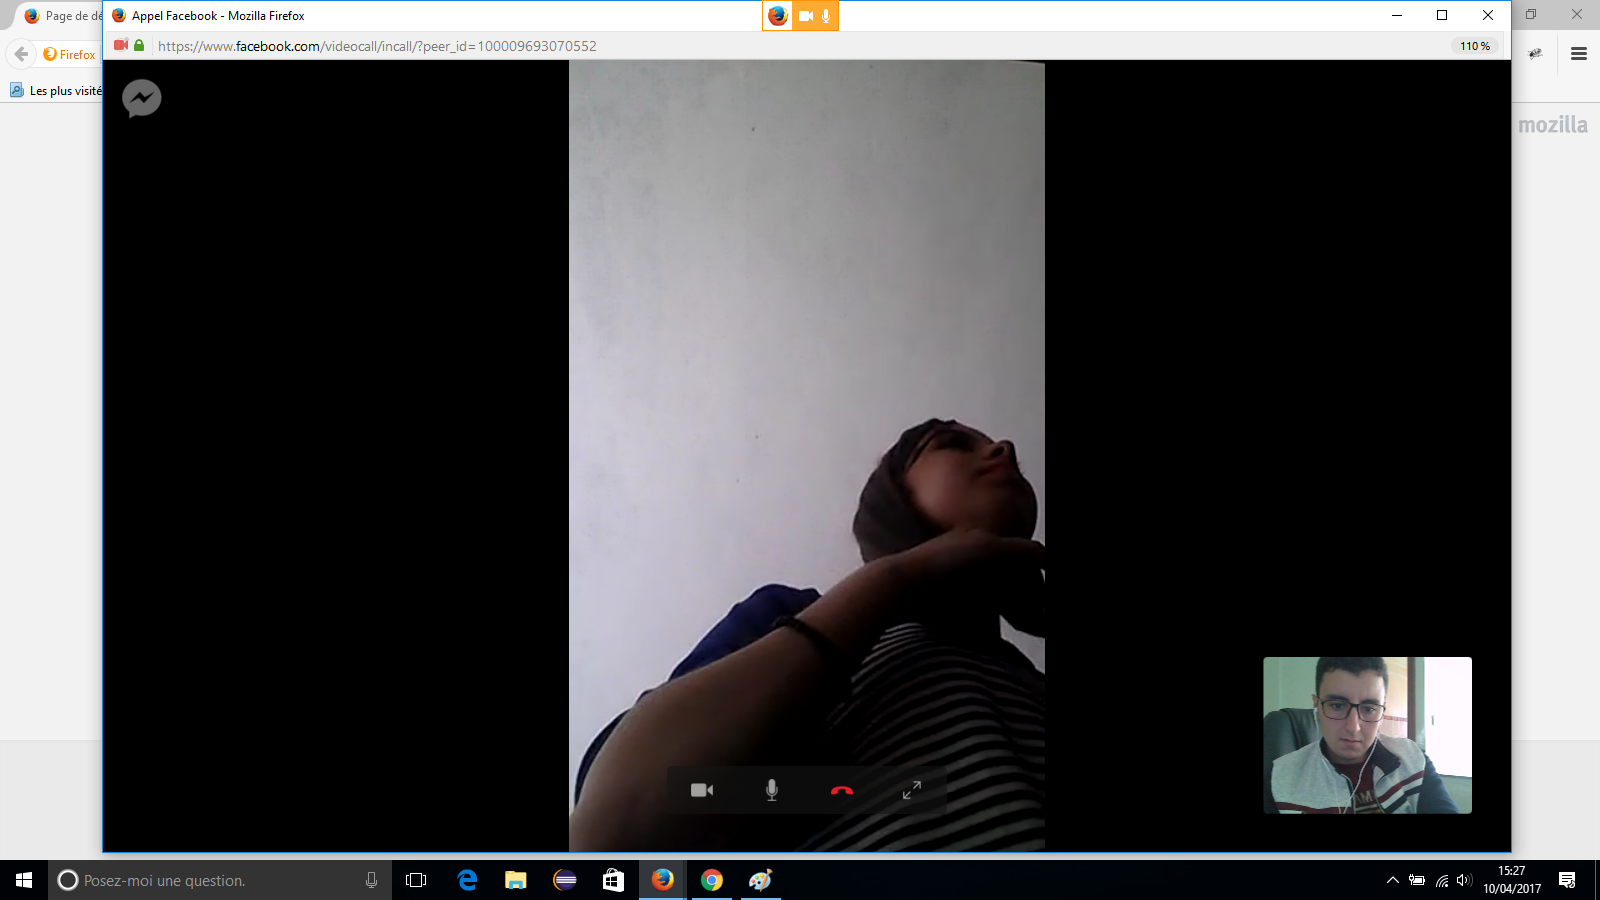 Page de dé
Appel Facebook - Mozilla Firefox
https://www.facebook.com/videocall/incall/?peer_id=100009693070552
110 %
Firefox
Les plus visité
mozilla
Posez-moi une question.
15:27
10/04/2017